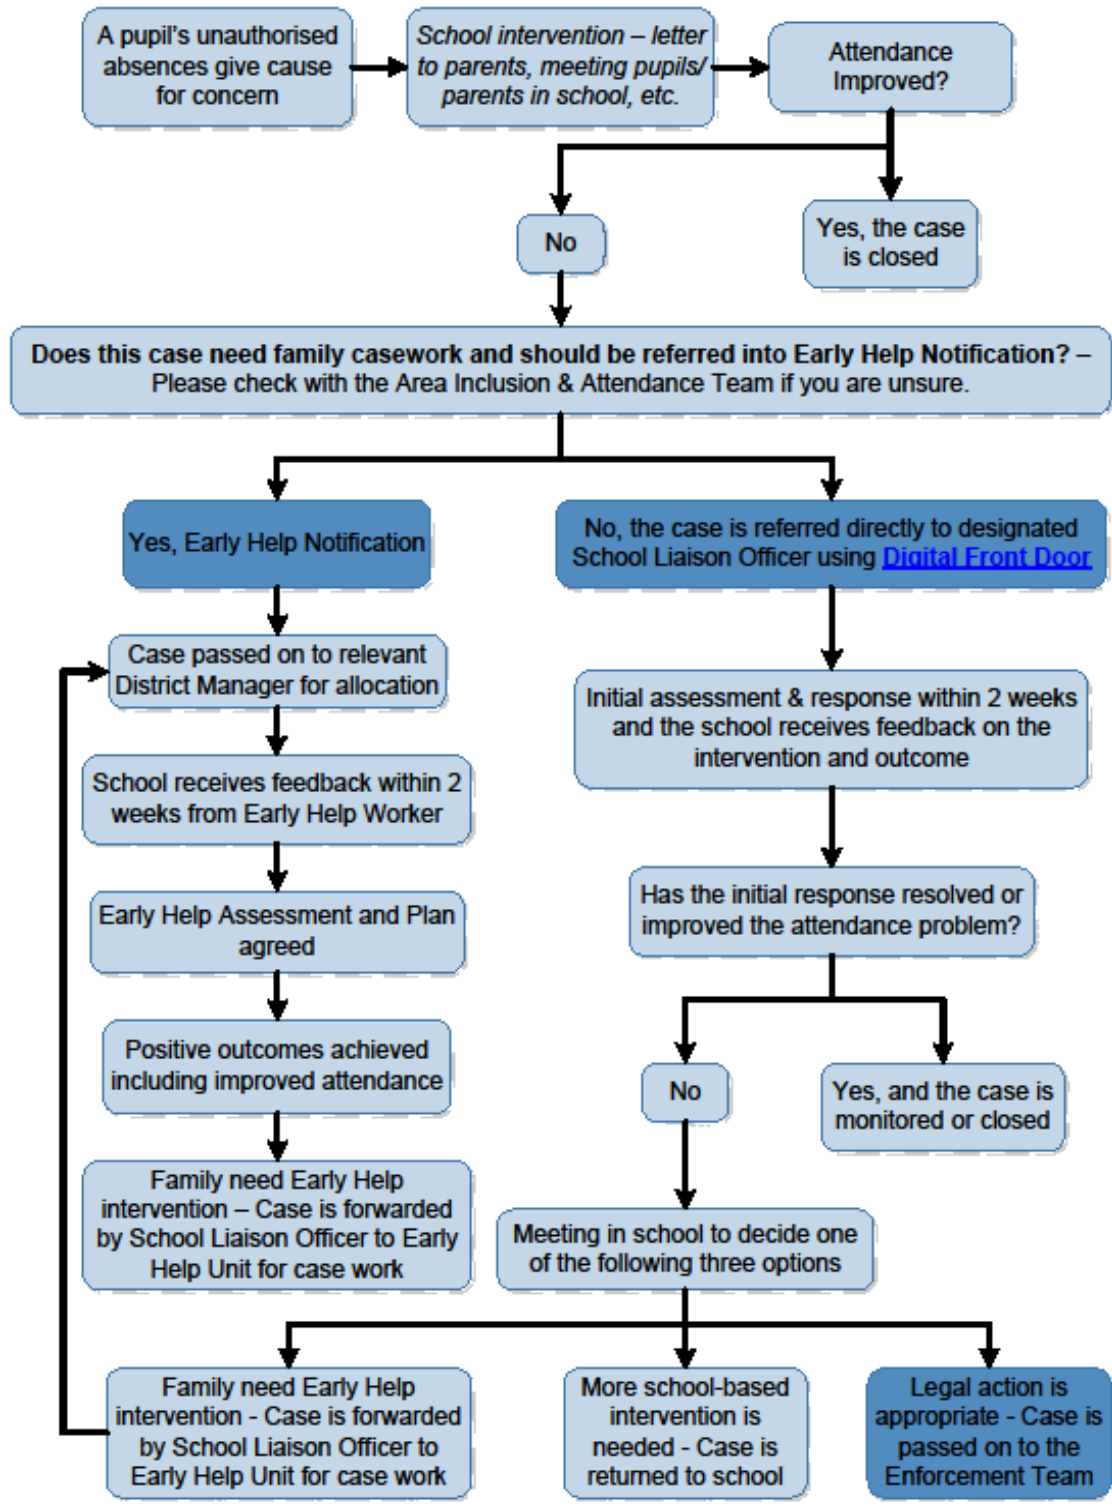 A pupil's unauthorised
absences give cause
for concern
School intervention – letter
to parents, meeting pupils/
parents in school, etc.
Attendance
Improved?
No
Yes, the case
is closed
Does this case need family casework and should be referred into Early Help Notification? –
Please check with the Area Inclusion & Attendance Team if you are unsure.
Yes, Early Help Notification
No, the case is referred directly to designated
School Liaison Officer using Digital Front Door
Case passed on to relevant
District Manager for allocation
Initial assessment & response within 2 weeks
and the school receives feedback on the
intervention and outcome
School receives feedback within 2
weeks from Early Help Worker
Has the initial response resolved or
improved the attendance problem?
Early Help Assessment and Plan
agreed
Positive outcomes achieved
including improved attendance
No
Yes, and the case is
monitored or closed
Family need Early Help
intervention – Case is forwarded
by School Liaison Officer to Early
Help Unit for case work
Meeting in school to decide one
of the following three options
Family need Early Help
intervention - Case is forwarded
by School Liaison Officer to
Early Help Unit for case work
More school-based
intervention is
needed - Case is
returned to school
Legal action is
appropriate - Case is
passed on to the
Enforcement Team